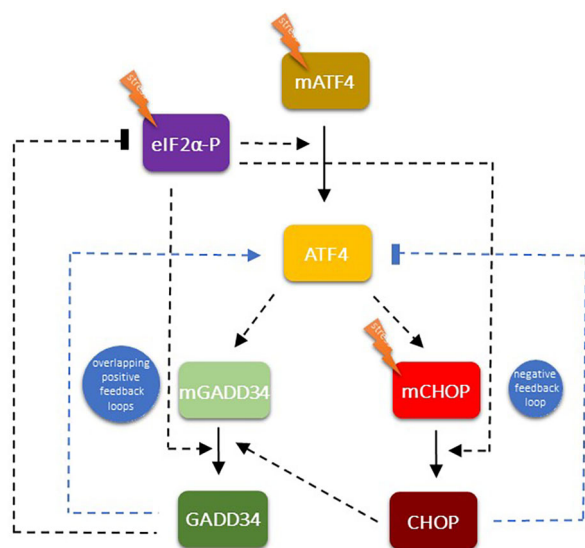 mATF4
eIF2α-P
ATF4
overlapping
positive
feedback
loops
mGADD34
mCHOP
negative
feedback
loop
GADD34
CHOP